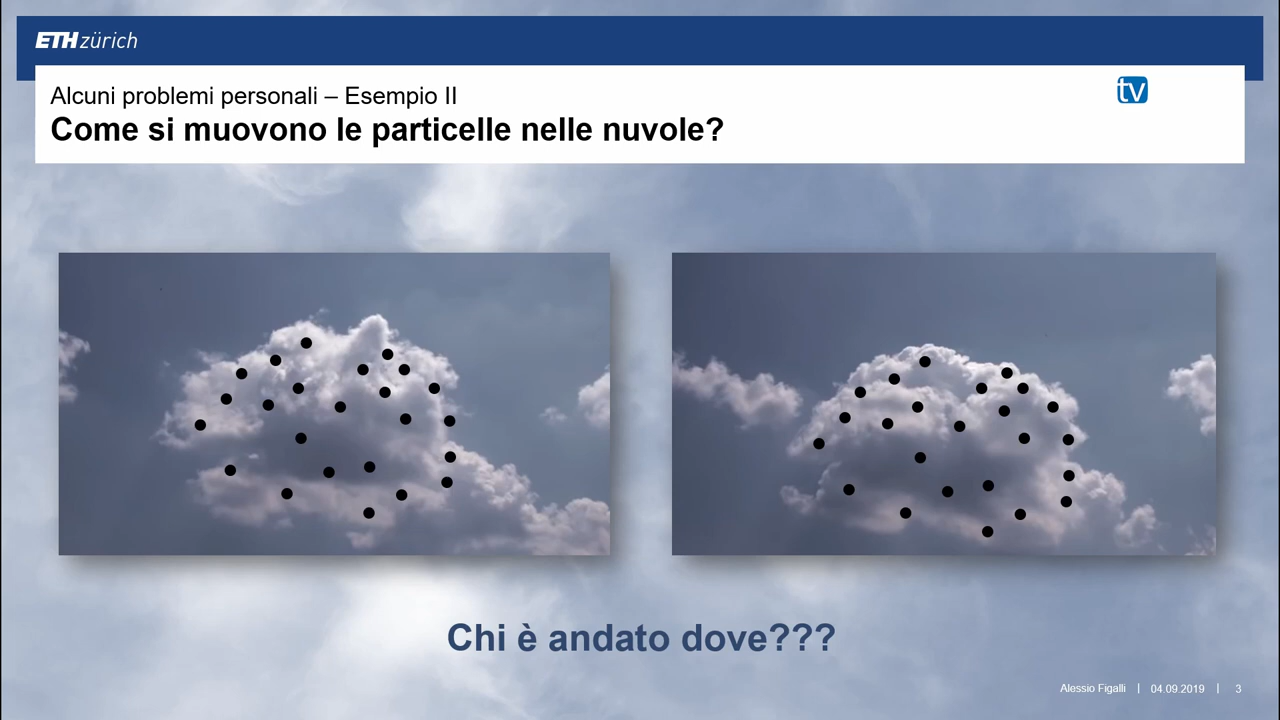 ETH zürich
Alcuni problemi personali – Esempio II
tv
Come si muovono le particelle nelle nuvole?
Chi è andato dove???
Alessio Figalli | 04.09.2019 | 3